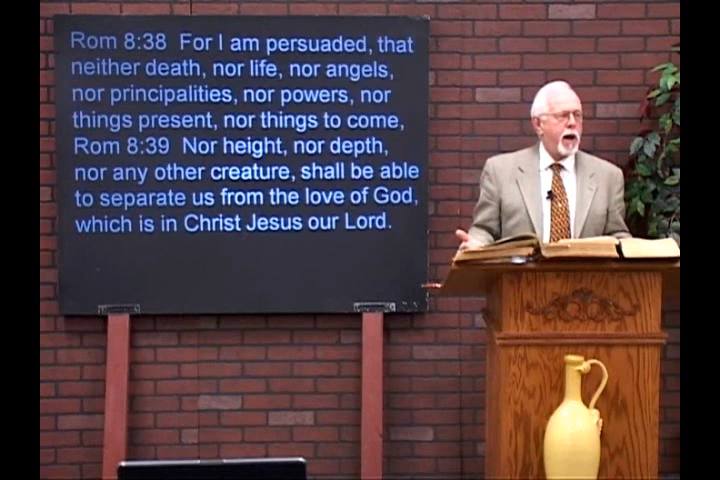 Rom 8:38 For I am persuaded, that
neither death, nor life, nor angels,
nor principalities, nor powers, nor
things present, nor things to come,
Rom 8:39 Nor height, nor depth,
nor any other creature, shall be able
to separate us from the love of God,
which is in Christ Jesus our Lord.